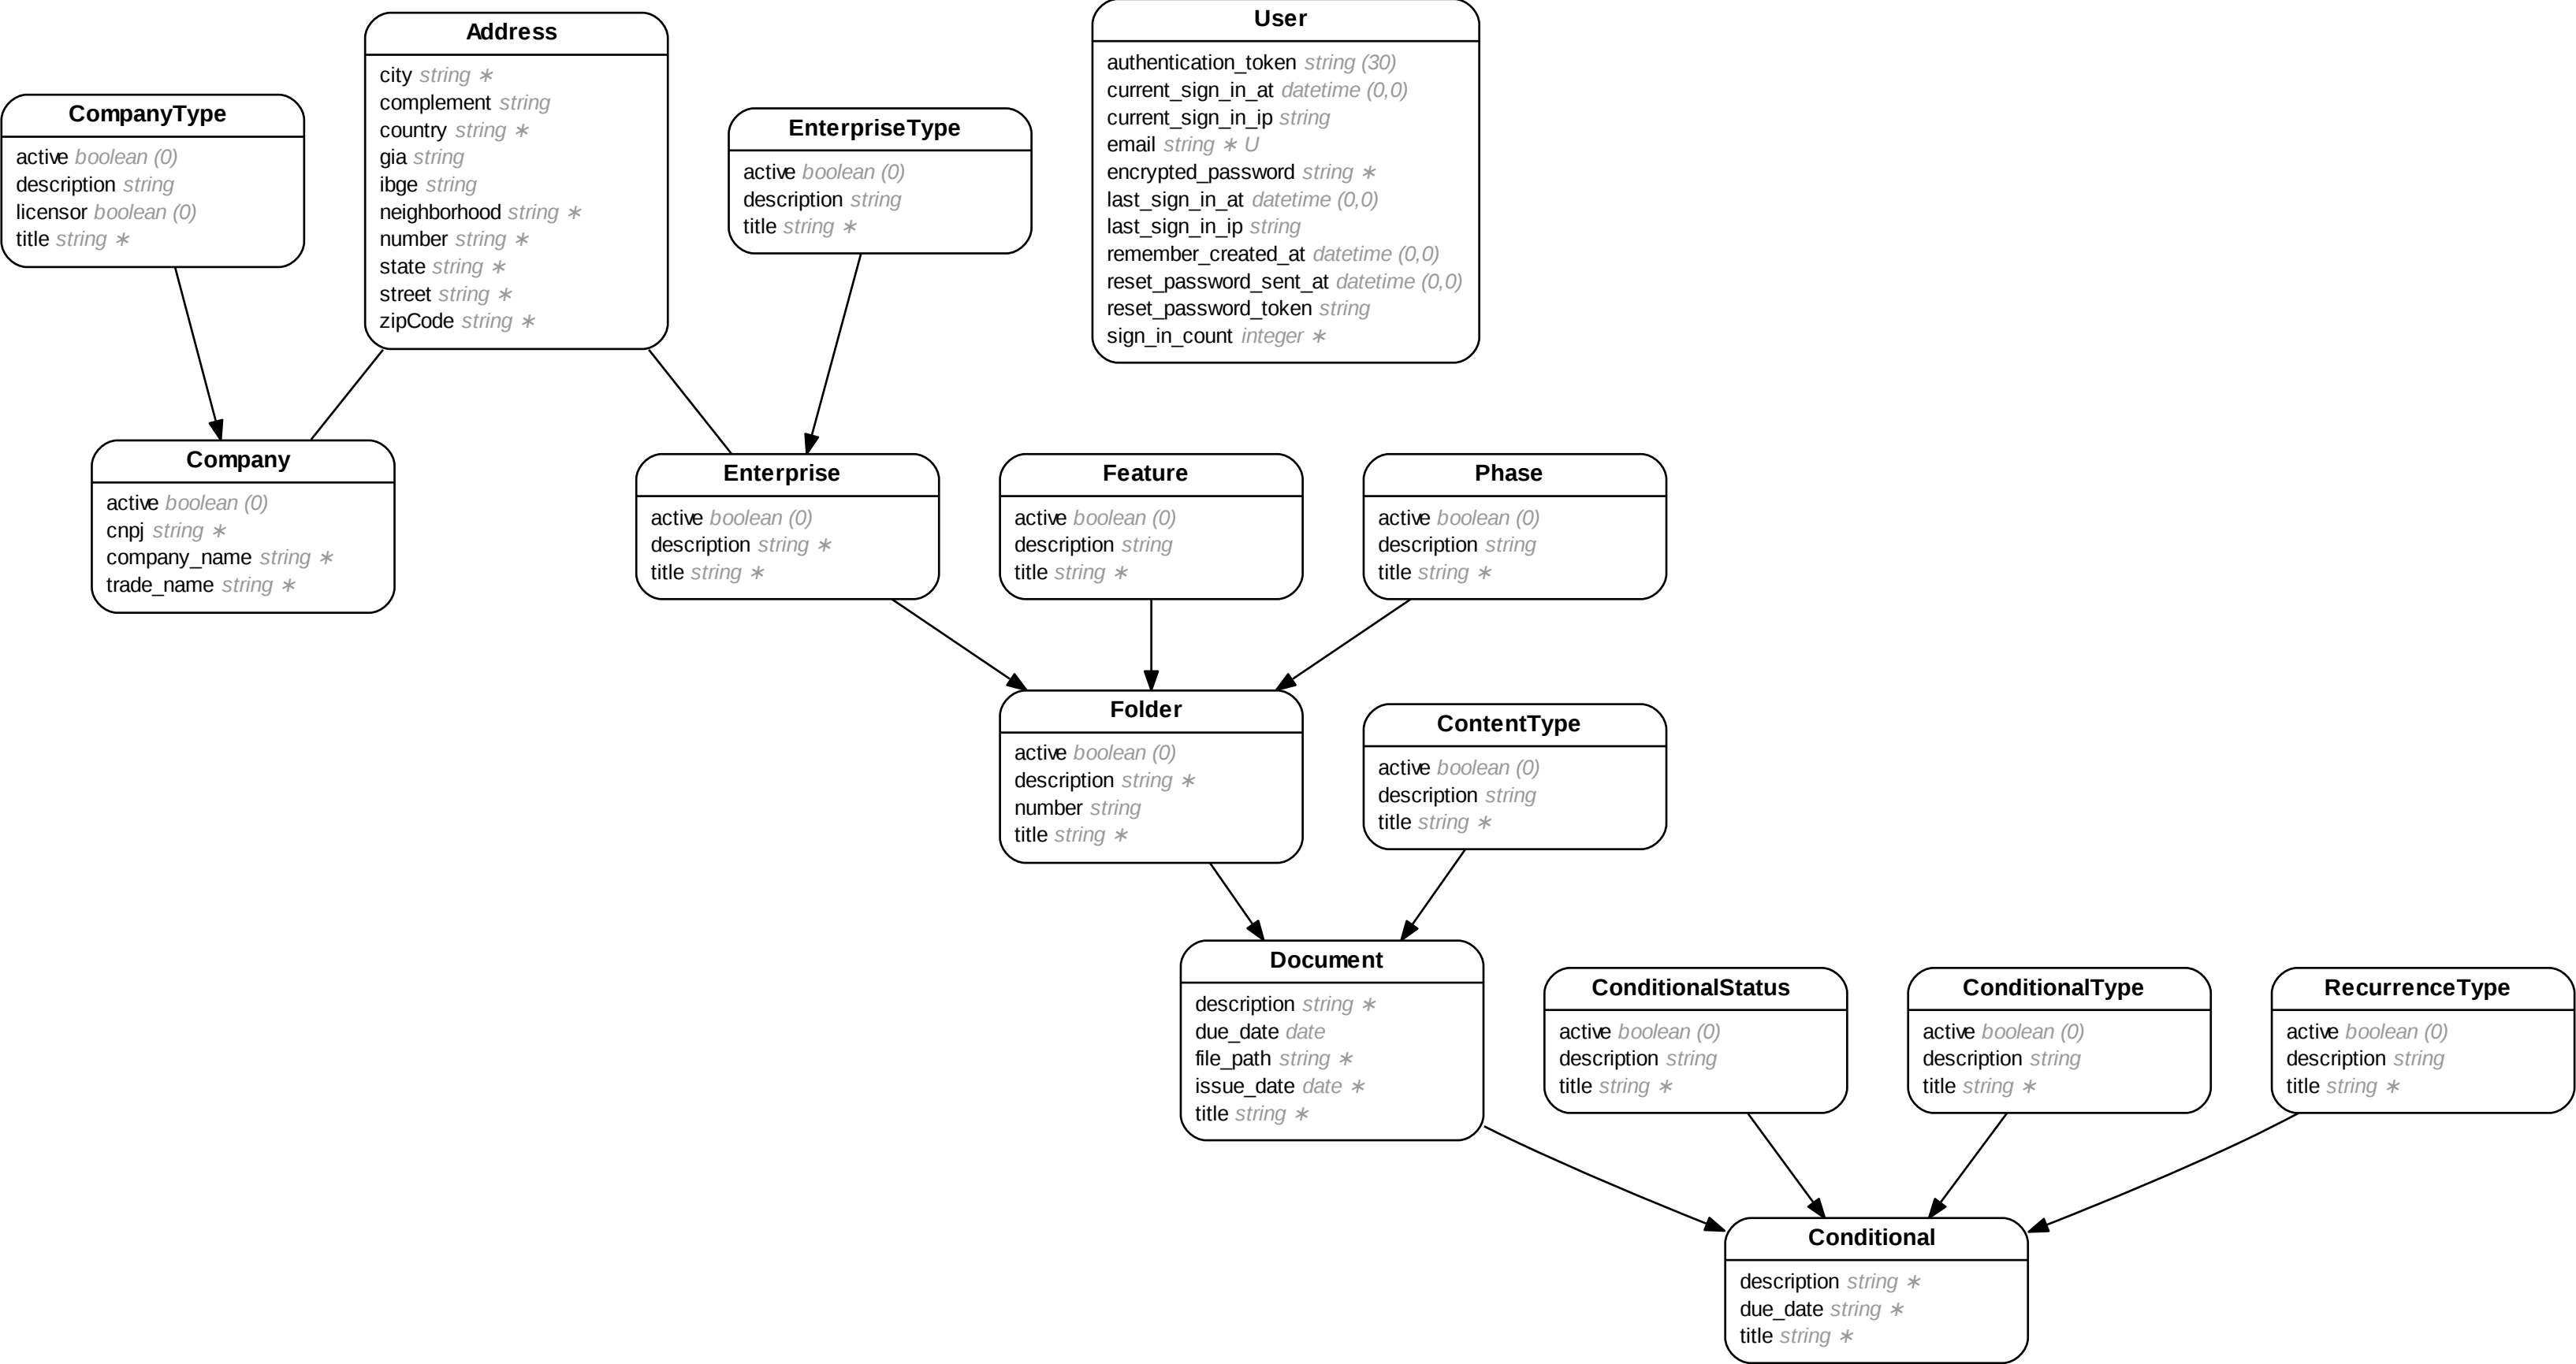 CompanyType
active boolean (0)
description string
licensor boolean (0)
title string ∗
Address
city string ∗
complement string
country string ∗
gia string
ibge string
neighborhood string ∗
number string ∗
state string ∗
street string ∗
zipCode string ∗
EnterpriseType
active boolean (0)
description string
title string ∗
User
authentication_token string (30)
current_sign_in_at datetime (0,0)
current_sign_in_ip string
email string ∗ U
encrypted_password string ∗
last_sign_in_at datetime (0,0)
last_sign_in_ip string
remember_created_at datetime (0,0)
reset_password_sent_at datetime (0,0)
reset_password_token string
sign_in_count integer ∗
Company
active boolean (0)
cnpj string ∗
company_name string ∗
trade_name string ∗
Enterprise
active boolean (0)
description string ∗
title string ∗
Feature
active boolean (0)
description string
title string ∗
Phase
active boolean (0)
description string
title string ∗
Folder
active boolean (0)
description string ∗
number string
title string ∗
ContentType
active boolean (0)
description string
title string ∗
Document
description string ∗
due_date date
file_path string ∗
issue_date date ∗
title string ∗
ConditionalStatus
active boolean (0)
description string
title string ∗
ConditionalType
active boolean (0)
description string
title string ∗
RecurrenceType
active boolean (0)
description string
title string ∗
Conditional
description string ∗
due_date string ∗
title string ∗